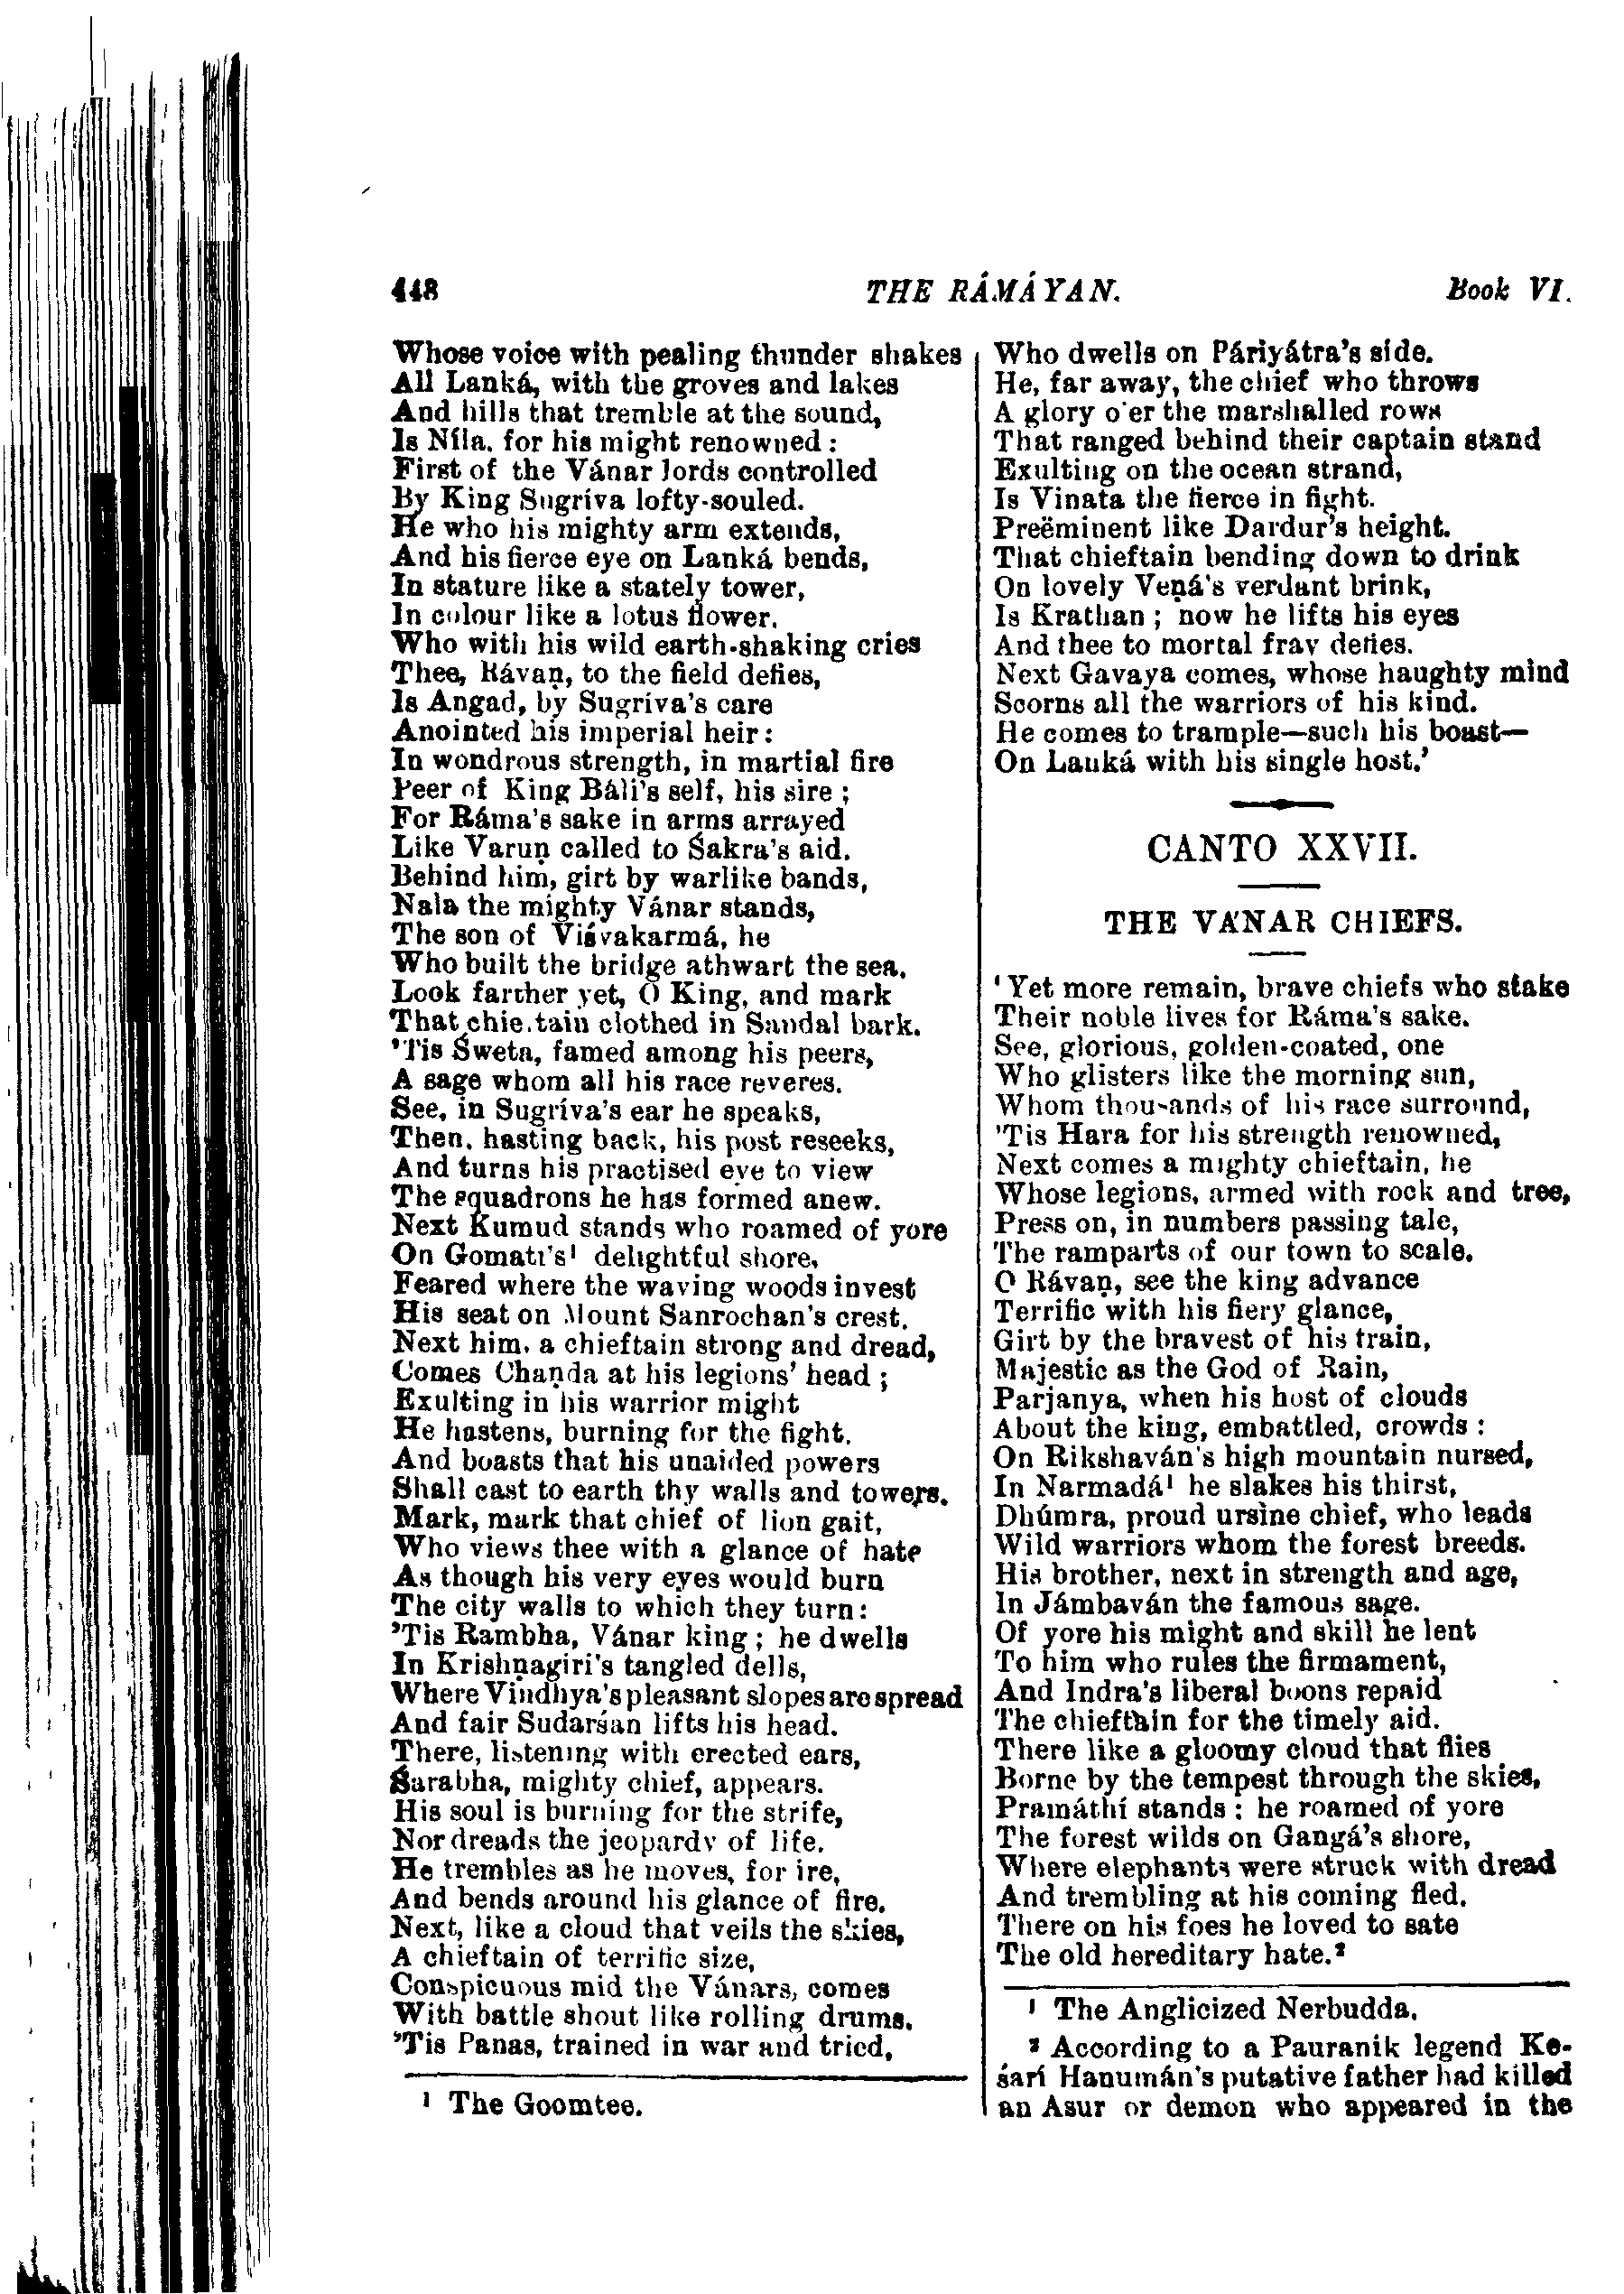 448 THE RÁMÁYAN. Book VI.
Whose voice with pealing thunder shakes
All Lanká, with the groves and lakes
And hills that tremble at the sound,
Is Níla, for his might renowned :
First of the Vánar lords controlled
By King Sugríva lofty-souled.
He who his mighty arm extends,
And his fierce eye on Lanká bends,
In stature like a stately tower,
In colour like a lotus flower,
Who with his wild earth-shaking cries
Thee, Rávaṇ, to the field defies,
Is Angad, by Sugríva's care
Anointed his imperial heir :
In wondrous strength, in martial fire
Peer of King Báli's self, his sire ;
For Ráma's sake in arms arrayed
Like Varuṇ called to Śakra's aid.
Behind him, girt by warlike bands,
Nala the mighty Vánar stands,
The son of Viśvakarmá, he
Who built the bridge athwart the sea.
Look farther yet, O King, and mark
That chieftain clothed in Sandal bark.
'Tis Śweta, famed among his peers,
A sage whom all his race reveres.
See, in Sugríva's ear he speaks,
Then, hasting back, his post reseeks,
And turns his practised eye to view
The squadrons he has formed anew.
Next Kumud stands who roamed of yore
On Gomatí's¹ delightful shore,
Feared where the waving woods invest
His seat on Mount Sanrochan's crest.
Next him, a chieftain strong and dread,
Comes Chaṇda at his legions' head ;
Exulting in his warrior might
He hastens, burning for the fight,
And boasts that his unaided powers
Shall cast to earth thy walls and towers.
Mark, mark that chief of lion gait,
Who views thee with a glance of hate
As though his very eyes would burn
The city walls to which they turn :
'Tis Rambha, Vánar king ; he dwells
In Krishṇagiri's tangled dells,
Where Vindhya's pleasant slopes are spread
And fair Sudarśan lifts his head.
There, listening with erected ears,
Śarabha, mighty chief, appears.
His soul is burning for the strife,
Nor dreads the jeopardy of life.
He trembles as he moves, for ire,
And bends around his glance of fire.
Next, like a cloud that veils the skies,
A chieftain of terrific size,
Conspicuous mid the Vánars, comes
With battle shout like rolling drums.
'Tis Panas, trained in war and tried,
¹ The Goomtee.
Who dwells on Páriyátra's side.
He, far away, the chief who throws
A glory o'er the marshalled rows
That ranged behind their captain stand
Exulting on the ocean strand,
Is Vinata the fierce in fight.
Preëminent like Dardur's height.
That chieftain bending down to drink
On lovely Veṇá's verdant brink,
Is Krathan ; now he lifts his eyes
And thee to mortal fray defies.
Next Gavaya comes, whose haughty mind
Scorns all the warriors of his kind.
He comes to trample—such his boast—
On Lanká with his single host.'
CANTO XXVII.
THE VÁNAR CHIEFS.
'Yet more remain, brave chiefs who stake
Their noble lives for Ráma's sake.
See, glorious, golden-coated, one
Who glisters like the morning sun,
Whom thousands of his race surround,
'Tis Hara for his strength renowned,
Next comes a mighty chieftain, he
Whose legions, armed with rock and tree,
Press on, in numbers passing tale,
The ramparts of our town to scale.
O Rávaṇ, see the king advance
Terrific with his fiery glance,
Girt by the bravest of his train,
Majestic as the God of Rain,
Parjanya, when his host of clouds
About the king, embattled, crowds :
On Rikshaván's high mountain nursed,
In Narmadá¹ he slakes his thirst,
Dhúmra, proud ursine chief, who leads
Wild warriors whom the forest breeds.
His brother, next in strength and age,
In Jámbaván the famous sage.
Of yore his might and skill he lent
To him who rules the firmament,
And Indra's liberal boons repaid
The chieftain for the timely aid.
There like a gloomy cloud that flies
Borne by the tempest through the skies,
Pramáthí stands : he roamed of yore
The forest wilds on Gangá's shore,
Where elephants were struck with dread
And trembling at his coming fled.
There on his foes he loved to sate
The old hereditary hate.²
¹ The Anglicized Nerbudda.
² According to a Pauranik legend Ke-
śarí Hanumán's putative father had killed
an Asur or demon who appeared in the